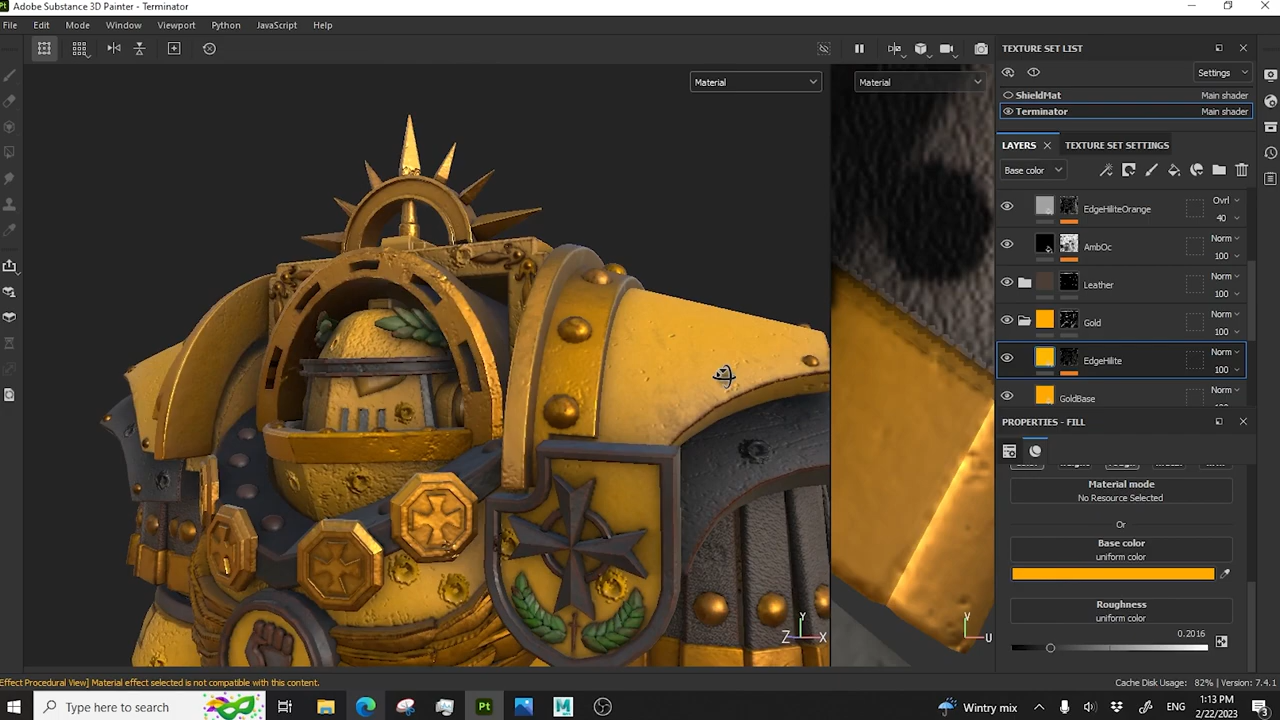 Adobe Substance 3D Painter - Terminator
File Edit Mode Window Viewport Python JavaScript Help
Material
Material
TEXTURE SET LIST
Settings
ShieldMat Main shader
Terminator Main shader
LAYERS TEXTURE SET SETTINGS
Base color
EdgeHiliteOrange Ovrl
40
AmbOc Norm
100
Leather Norm
100
Gold Norm
100
EdgeHilite Norm
100
GoldBase Norm
PROPERTIES - FILL
Material mode
No Resource Selected
Or
Base color
uniform color
Roughness
uniform color
0.2016
Y
Z X
V
U
[Effect Procedural View] Material effect selected is not compatible with this content.
Cache Disk Usage: 82% | Version: 7.4.1
Type here to search
Pt
M
Wintry mix
ENG
1:13 PM
2/22/2023
3